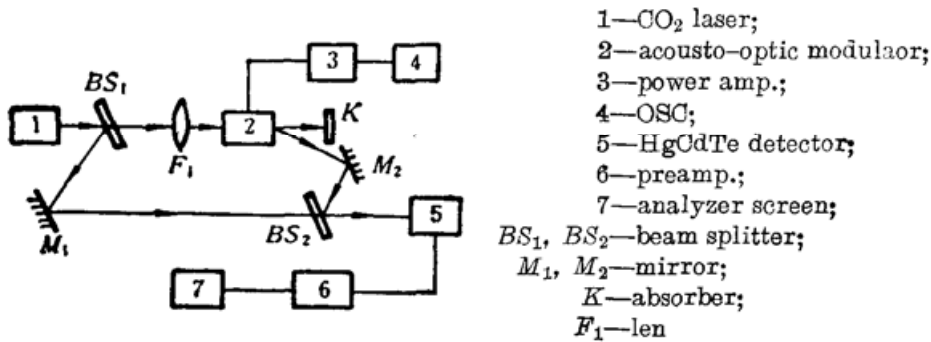 3
4
BS₁
K
1
2
F₁
M₂
M₁
BS₂
5
7
6
1—CO₂ laser;
2—acousto-optic modulaor;
3—power amp.;
4—OSC;
5—HgCdTe detector;
6—preamp.;
7—analyzer screen;
BS₁, BS₂—beam splitter;
M₁, M₂—mirror;
K—absorber;
F₁—len